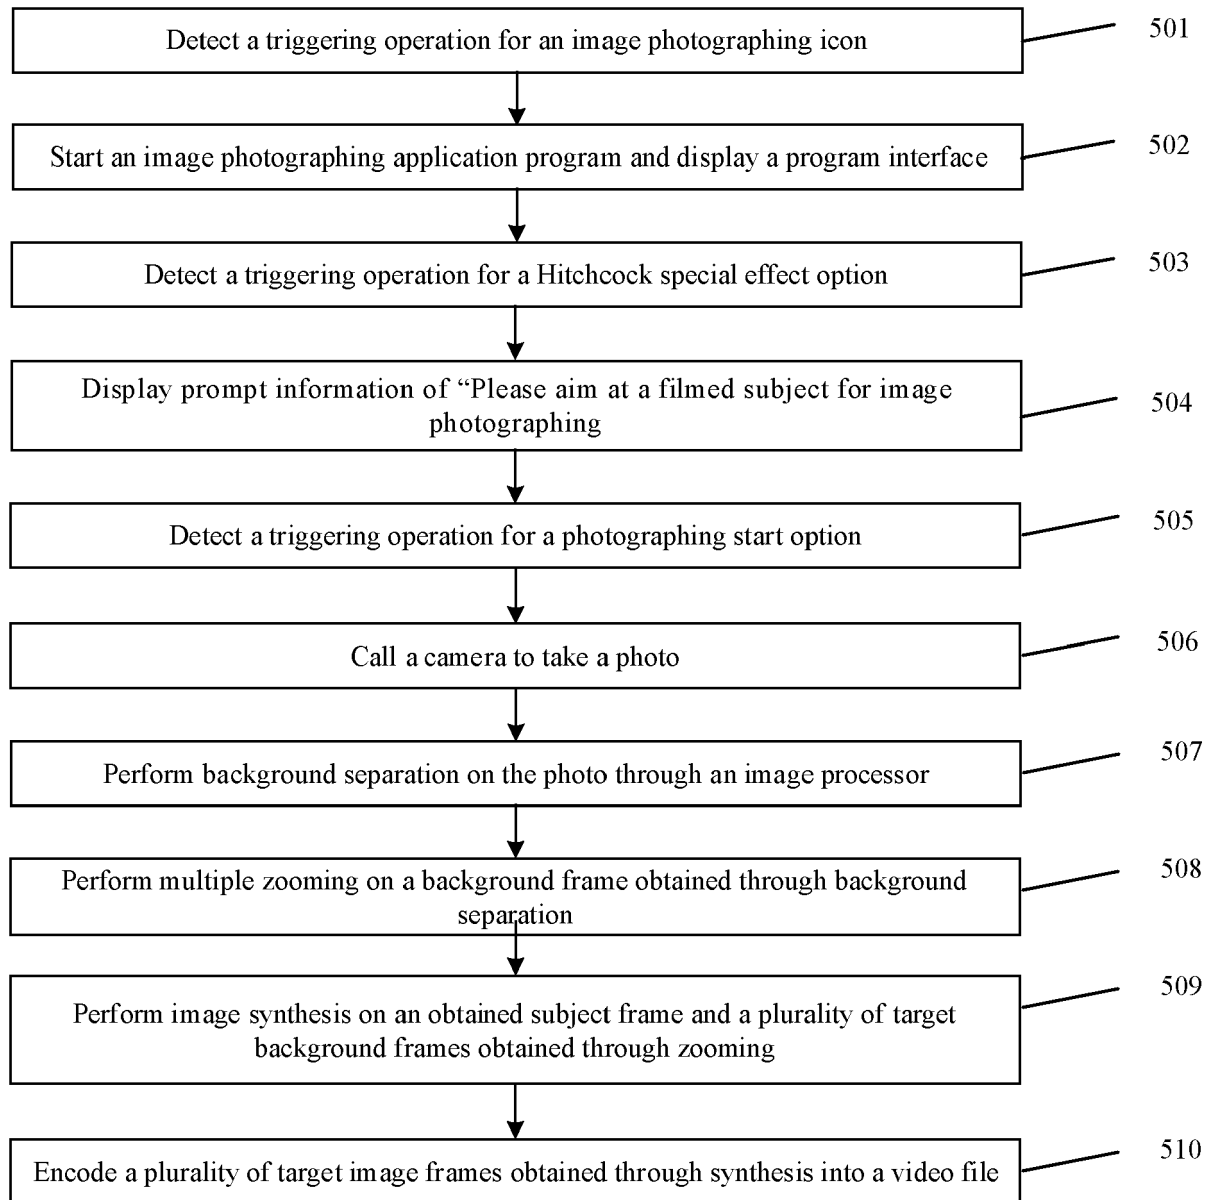 Detect a triggering operation for an image photographing icon
501
Start an image photographing application program and display a program interface
502
Detect a triggering operation for a Hitchcock special effect option
503
Display prompt information of “Please aim at a filmed subject for image
photographing
504
Detect a triggering operation for a photographing start option
505
Call a camera to take a photo
506
Perform background separation on the photo through an image processor
507
Perform multiple zooming on a background frame obtained through background
separation
508
Perform image synthesis on an obtained subject frame and a plurality of target
background frames obtained through zooming
509
Encode a plurality of target image frames obtained through synthesis into a video file
510